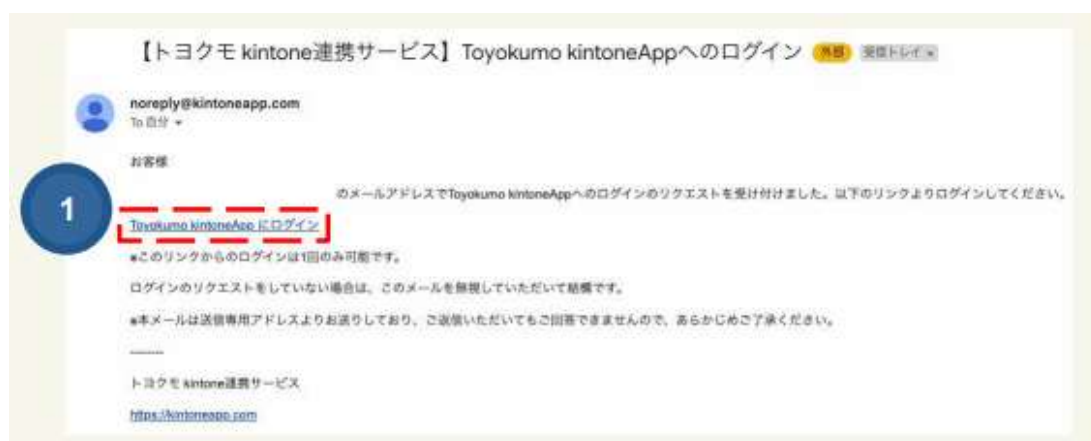 【トヨクモ kintone連携サービス】Toyokumo kintoneAppへのログイン 外部 受信トレイ ×
noreply@kintoneapp.com
To 自分
お客様
のメールアドレスでToyokumo kintoneAppへのログインのリクエストを受け付けました。以下のリンクよりログインしてください。
1
Toyokumo kintoneApp にログイン
※このリンクからのログインは1回のみ可能です。
ログインのリクエストをしていない場合は、このメールを無視していただいて結構です。
※本メールは送信専用アドレスよりお送りしており、ご返信いただいてもご回答できませんので、あらかじめご了承ください。
--------
トヨクモ kintone連携サービス
https://kintoneapp.com